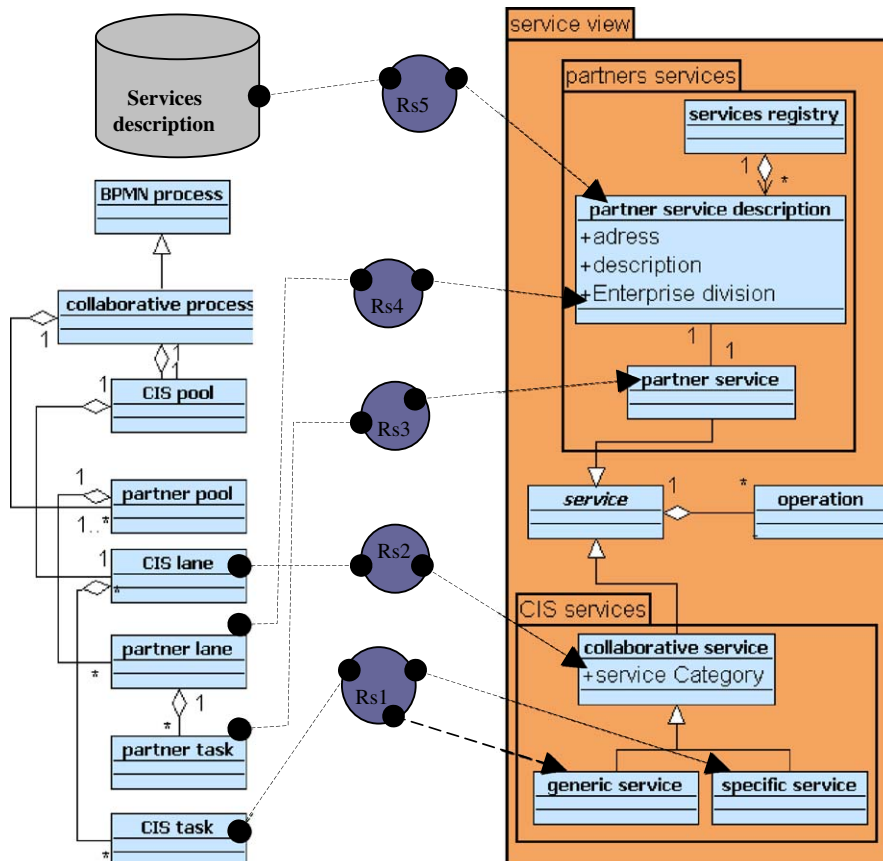 Services
description
BPMN process
collaborative process
1
1
1
CIS pool
1
1
partner pool
1..*
1
CIS lane
*
partner lane
*
1
*
partner task
CIS task
*
Rs5
Rs4
Rs3
Rs2
Rs1
service view
partners services
services registry
1
*
partner service description
+adress
+description
+Enterprise division
1
1
partner service
service
1
*
operation
CIS services
collaborative service
+service Category
generic service
specific service